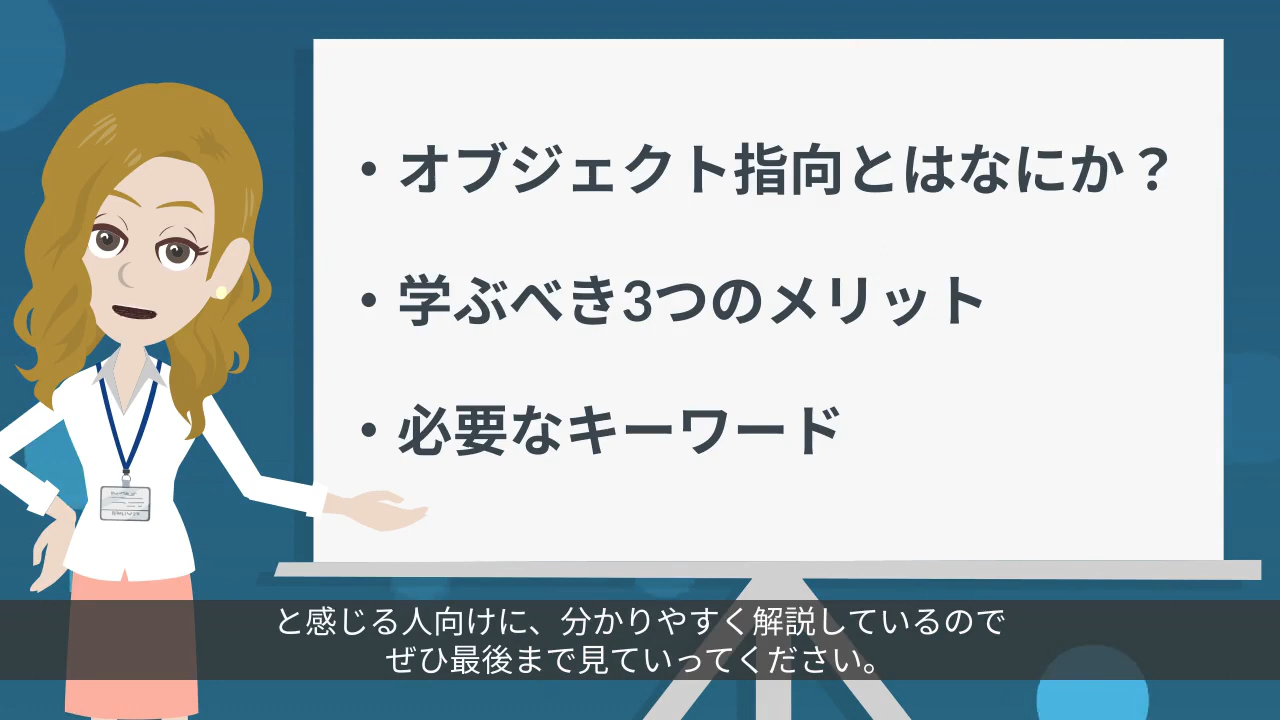 ・オブジェクト指向とはなにか？
・学ぶべき3つのメリット
・必要なキーワード
と感じる人向けに、分かりやすく解説しているので
ぜひ最後まで見ていってください。